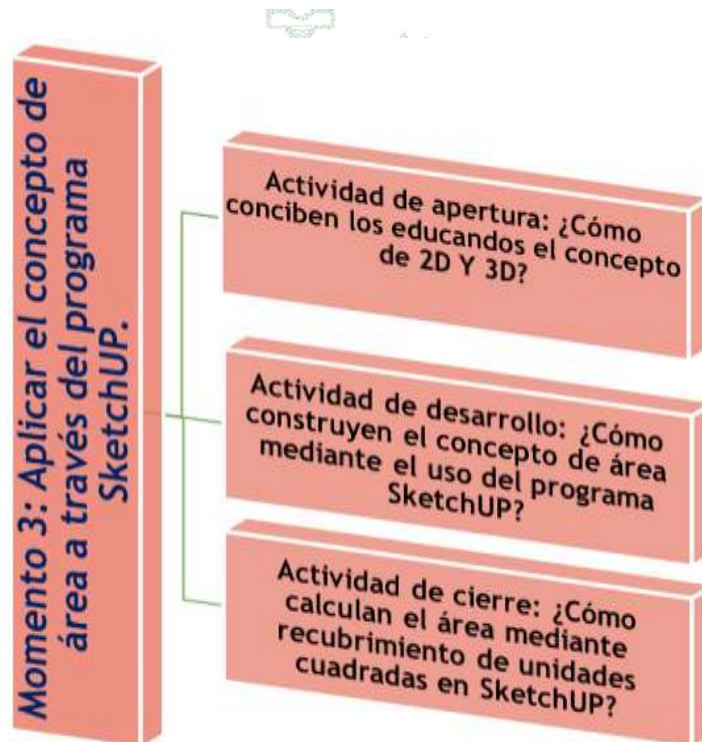 Momento 3: Aplicar el concepto de
área a través del programa
SketchUP.
Actividad de apertura: ¿Cómo
conciben los educandos el concepto
de 2D Y 3D?
Actividad de desarrollo: ¿Cómo
construyen el concepto de área
mediante el uso del programa
SketchUP?
Actividad de cierre: ¿Cómo
calculan el área mediante
recubrimiento de unidades
cuadradas en SketchUP?